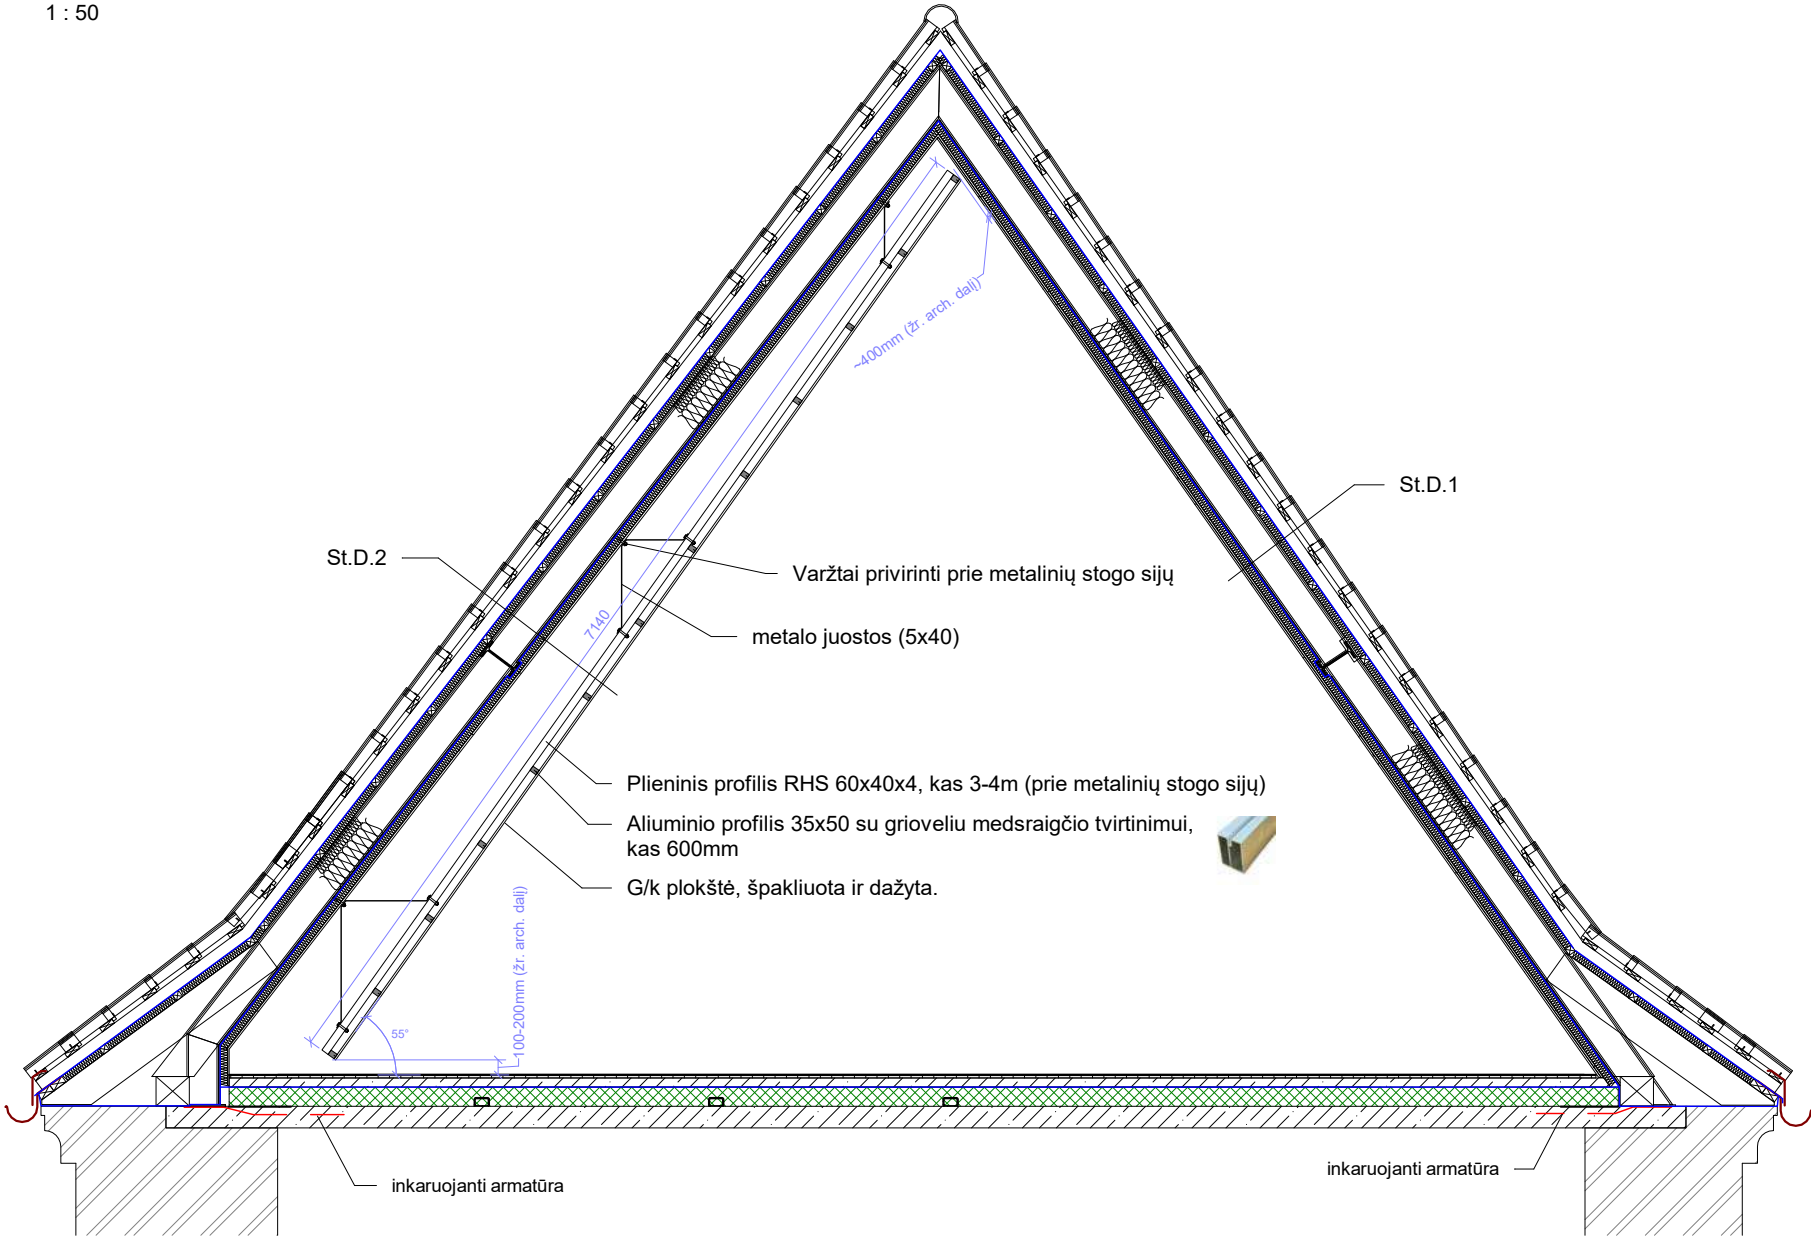 1 : 50
~400mm (žr. arch. dalį)
St.D.1
St.D.2
Varžtai privirinti prie metalinių stogo sijų
7140
metalo juostos (5x40)
Plieninis profilis RHS 60x40x4, kas 3-4m (prie metalinių stogo sijų)
Aliuminio profilis 35x50 su grioveliu medsraigčio tvirtinimui,
kas 600mm
G/k plokštė, špakliuota ir dažyta.
100-200mm (žr. arch. dalį)
55°
inkaruojanti armatūra
inkaruojanti armatūra